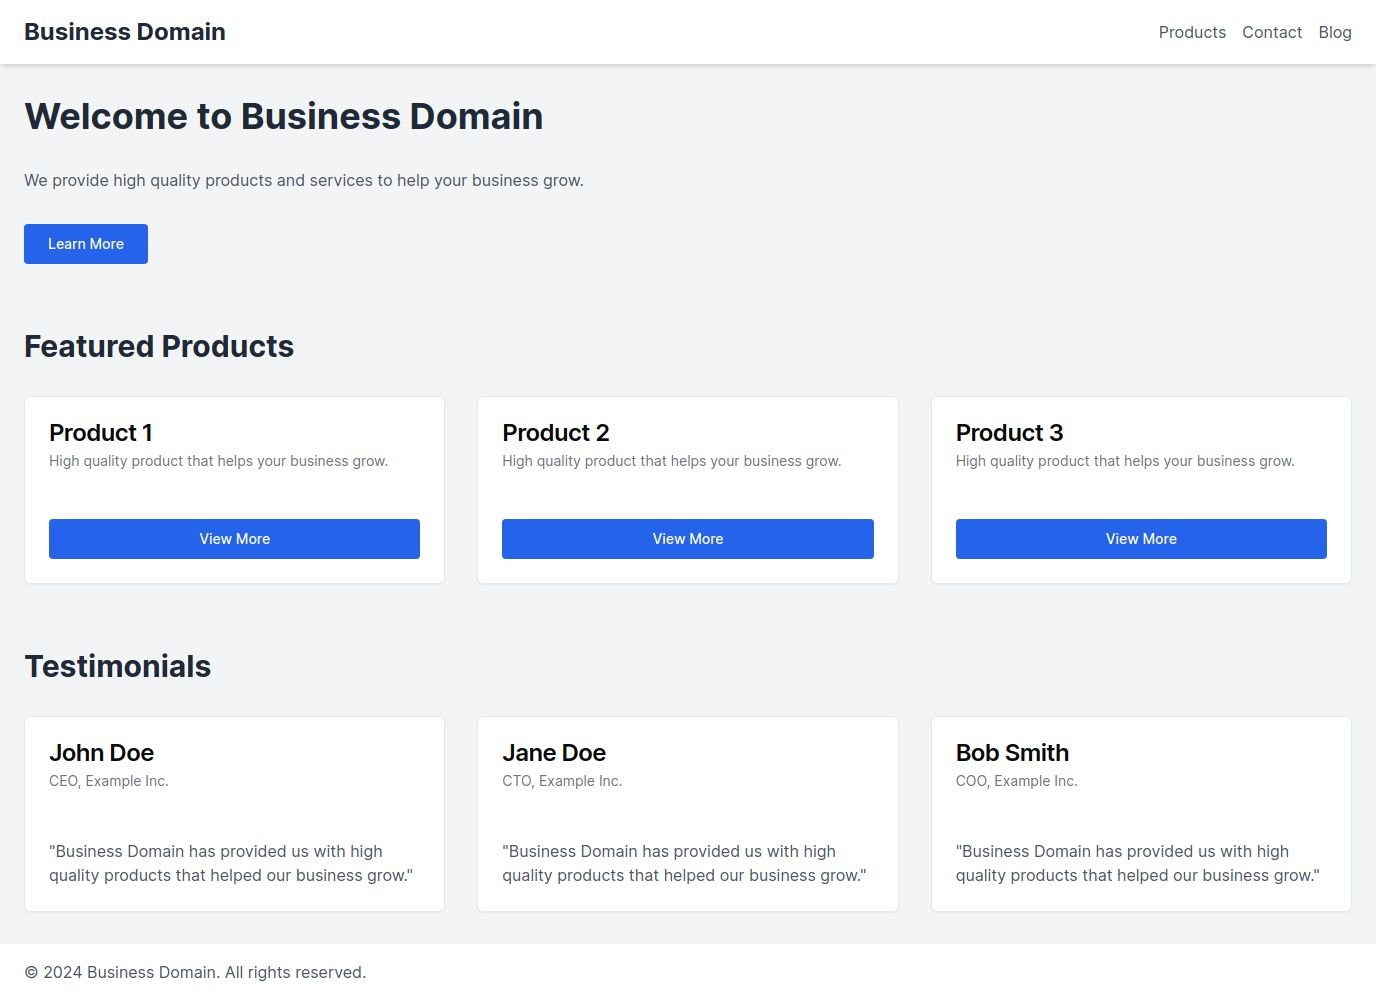 Business Domain
Products Contact Blog
Welcome to Business Domain
We provide high quality products and services to help your business grow.
Learn More
Featured Products
Product 1
High quality product that helps your business grow.
View More
Product 2
High quality product that helps your business grow.
View More
Product 3
High quality product that helps your business grow.
View More
Testimonials
John Doe
CEO, Example Inc.
"Business Domain has provided us with high
quality products that helped our business grow."
Jane Doe
CTO, Example Inc.
"Business Domain has provided us with high
quality products that helped our business grow."
Bob Smith
COO, Example Inc.
"Business Domain has provided us with high
quality products that helped our business grow."
© 2024 Business Domain. All rights reserved.